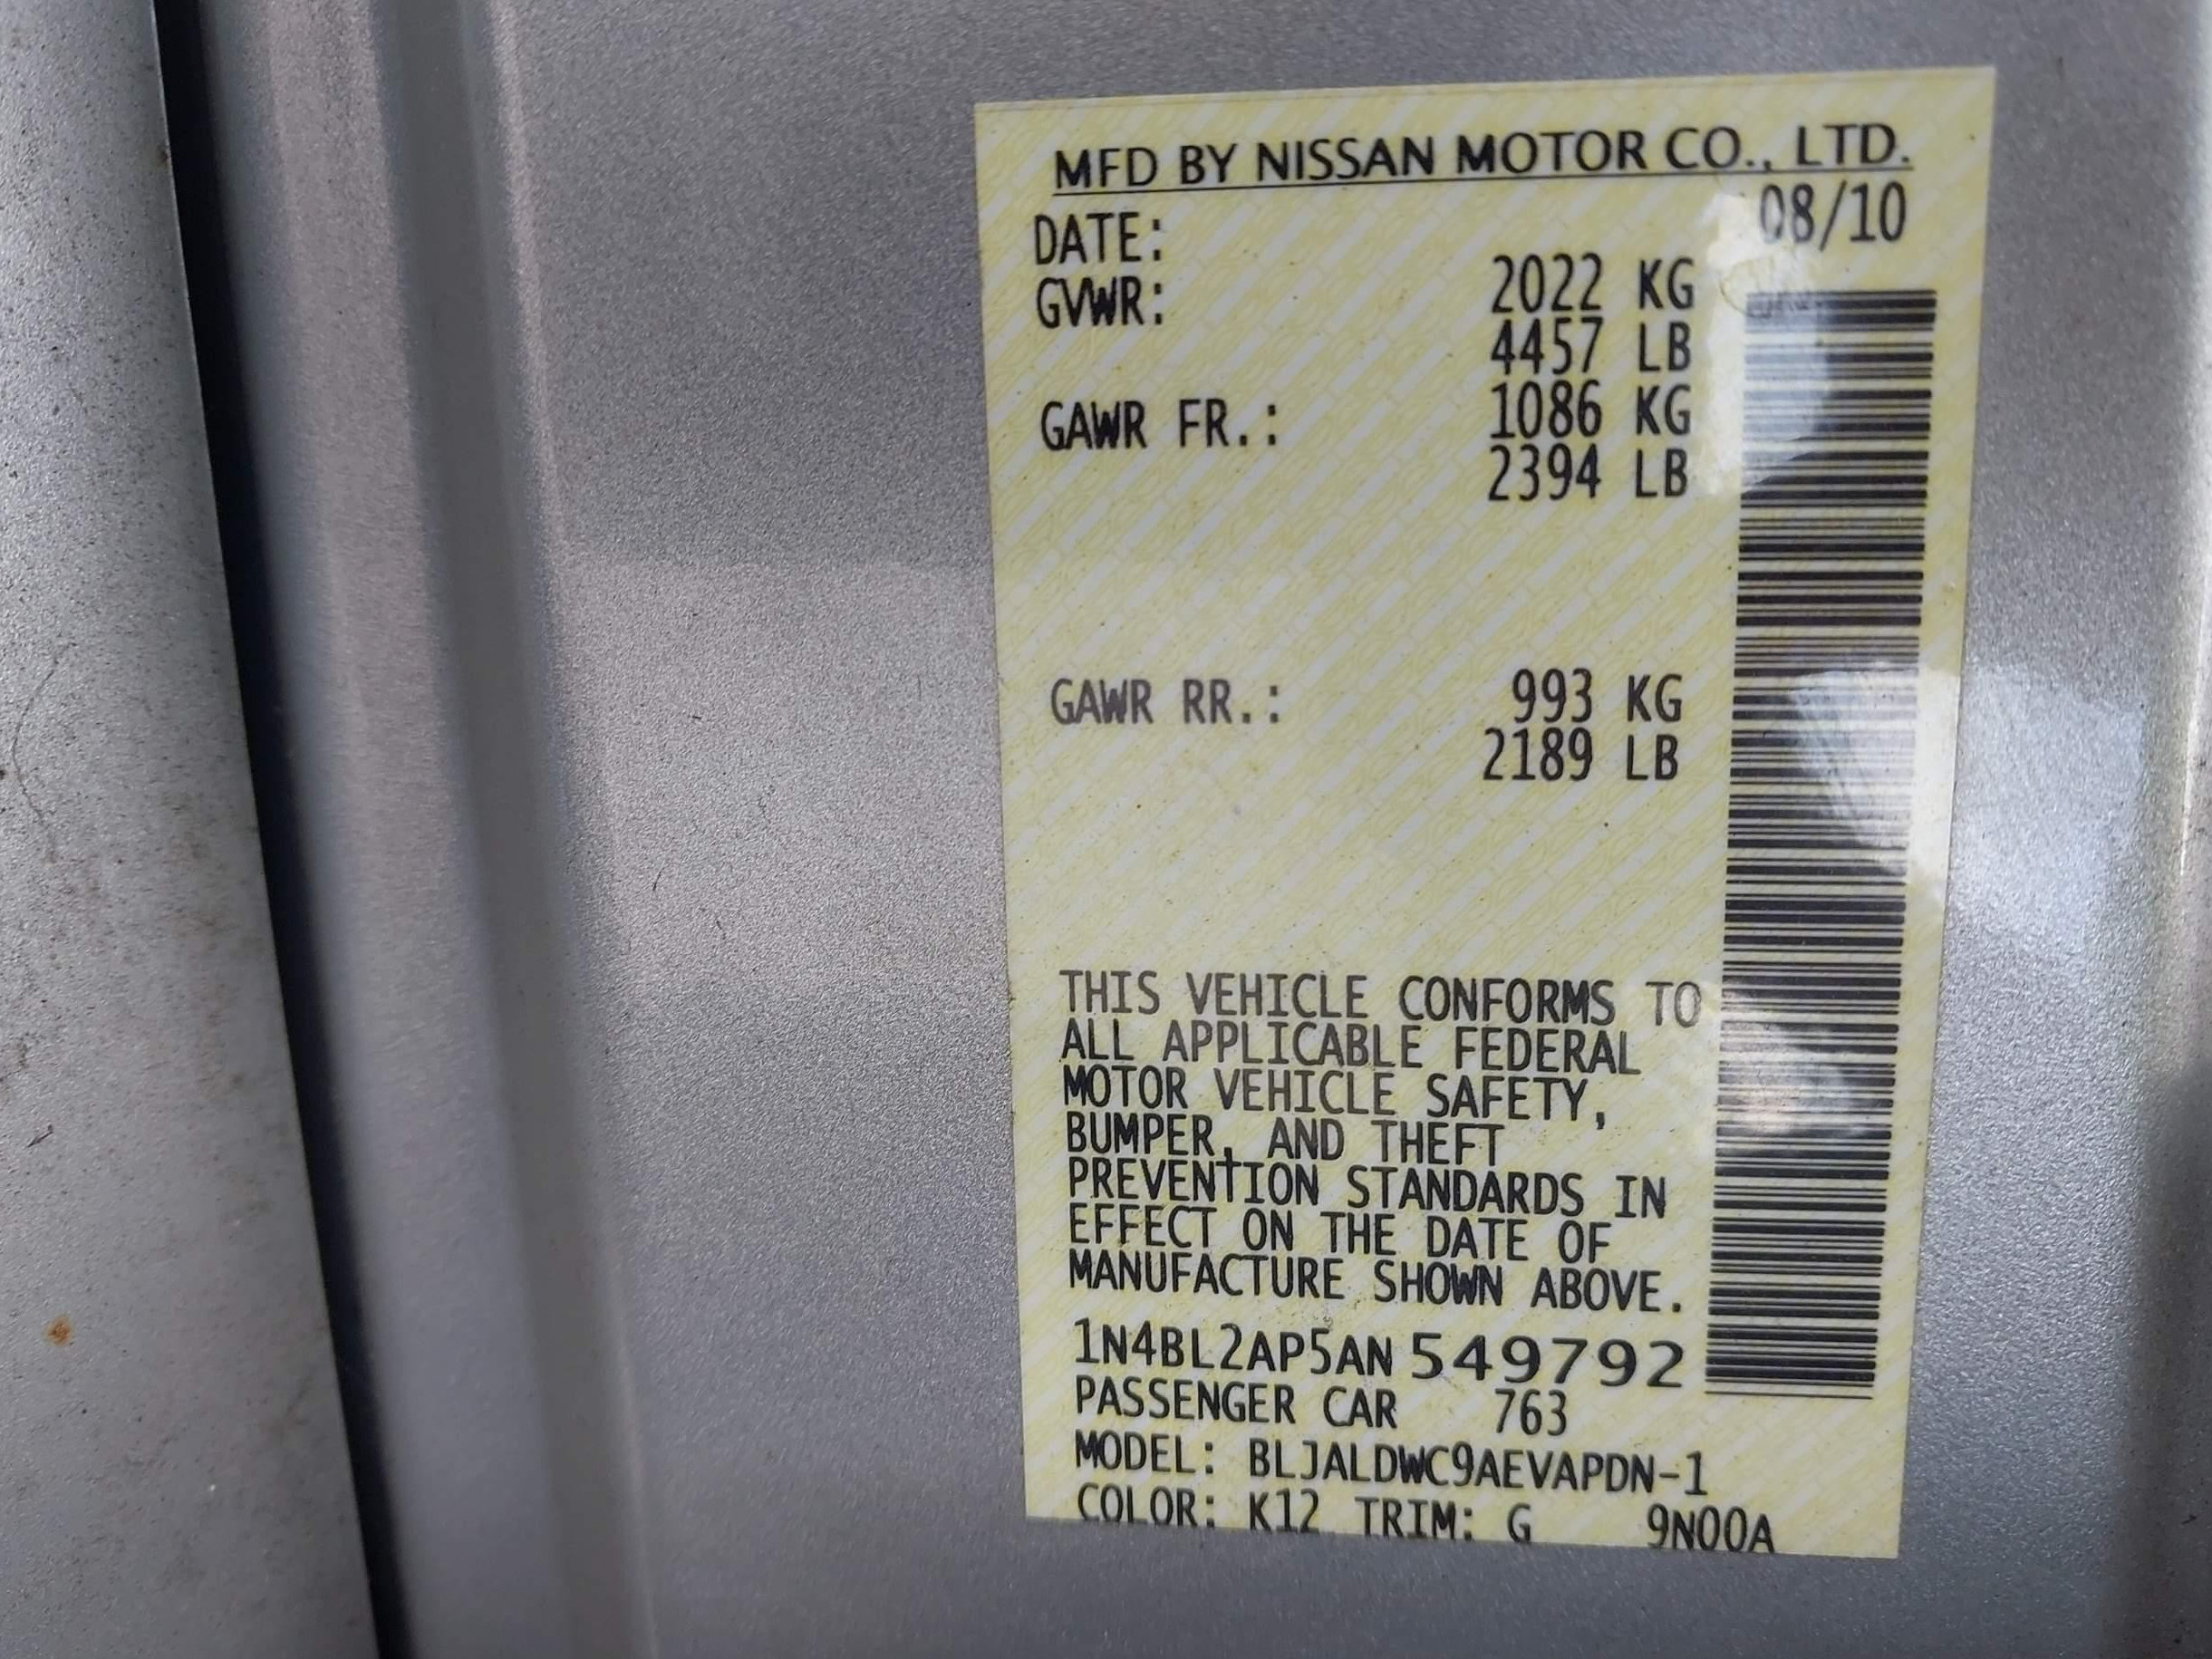 MFD BY NISSAN MOTOR CO., LTD.
DATE: 08/10
GVWR: 2022 KG
4457 LB
GAWR FR.: 1086 KG
2394 LB
GAWR RR.: 993 KG
2189 LB
THIS VEHICLE CONFORMS TO
ALL APPLICABLE FEDERAL
MOTOR VEHICLE SAFETY,
BUMPER, AND THEFT
PREVENTION STANDARDS IN
EFFECT ON THE DATE OF
MANUFACTURE SHOWN ABOVE.
1N4BL2AP5AN549792
PASSENGER CAR 763
MODEL: BLJALDWC9AEVAPDN-1
COLOR: K12 TRIM: G 9N00A